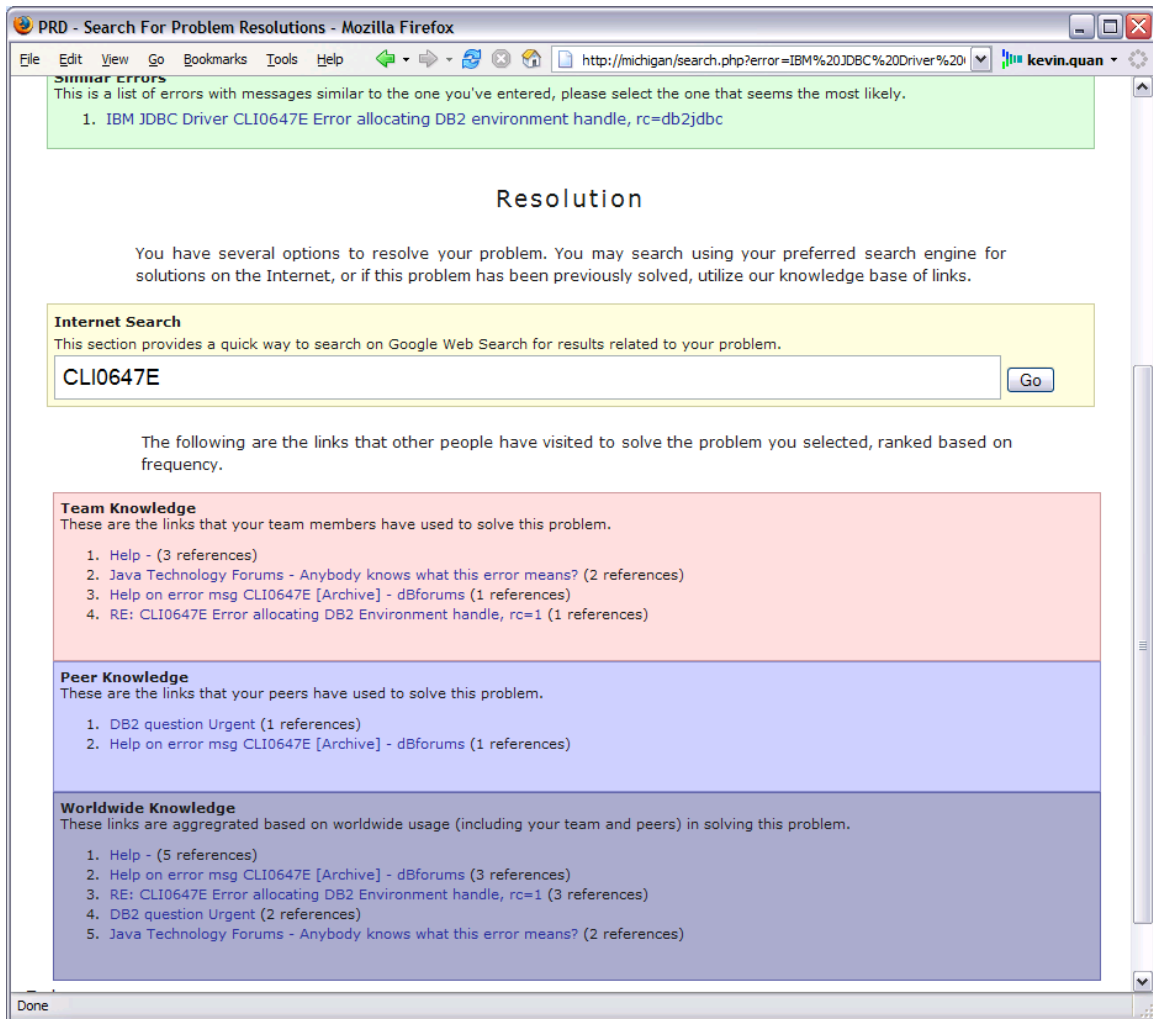 PRD - Search For Problem Resolutions - Mozilla Firefox
File Edit View Go Bookmarks Tools Help http://michigan/search.php?error=IBM%20JDBC%20Driver%20 kevin.quan
Similar Errors
This is a list of errors with messages similar to the one you've entered, please select the one that seems the most likely.
1. IBM JDBC Driver CLI0647E Error allocating DB2 environment handle, rc=db2jdbc
Resolution
You have several options to resolve your problem. You may search using your preferred search engine for
solutions on the Internet, or if this problem has been previously solved, utilize our knowledge base of links.
Internet Search
This section provides a quick way to search on Google Web Search for results related to your problem.
CLI0647E Go
The following are the links that other people have visited to solve the problem you selected, ranked based on
frequency.
Team Knowledge
These are the links that your team members have used to solve this problem.
1. Help - (3 references)
2. Java Technology Forums - Anybody knows what this error means? (2 references)
3. Help on error msg CLI0647E [Archive] - dBforums (1 references)
4. RE: CLI0647E Error allocating DB2 Environment handle, rc=1 (1 references)
Peer Knowledge
These are the links that your peers have used to solve this problem.
1. DB2 question Urgent (1 references)
2. Help on error msg CLI0647E [Archive] - dBforums (1 references)
Worldwide Knowledge
These links are aggregrated based on worldwide usage (including your team and peers) in solving this problem.
1. Help - (5 references)
2. Help on error msg CLI0647E [Archive] - dBforums (3 references)
3. RE: CLI0647E Error allocating DB2 Environment handle, rc=1 (3 references)
4. DB2 question Urgent (2 references)
5. Java Technology Forums - Anybody knows what this error means? (2 references)
Done